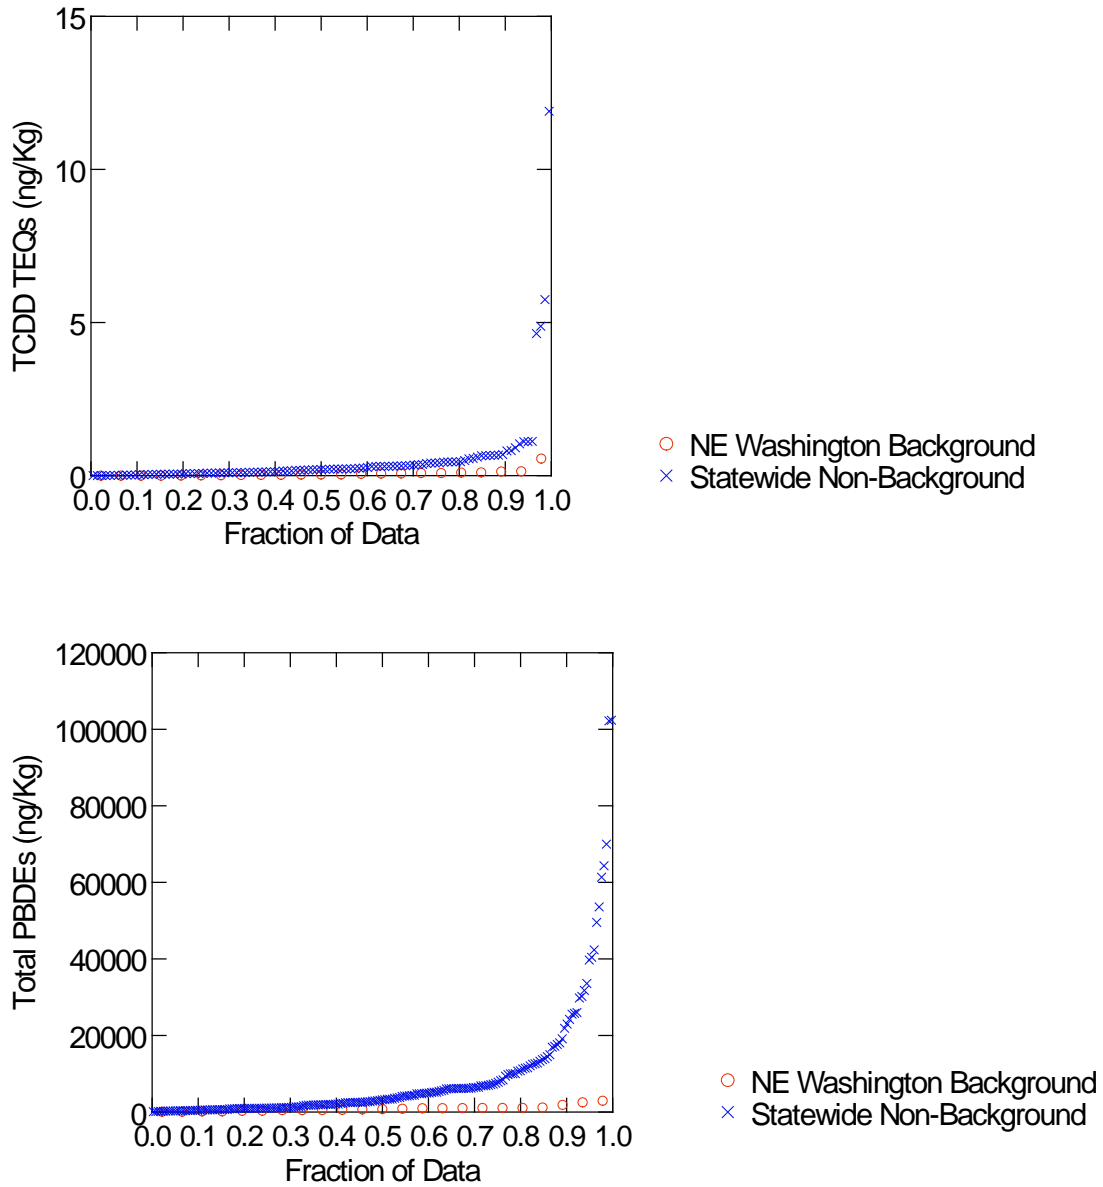 15
10
5
0
TCDD TEQs (ng/Kg)
0.0 0.1 0.2 0.3 0.4 0.5 0.6 0.7 0.8 0.9 1.0
Fraction of Data
NE Washington Background
Statewide Non-Background
120000
100000
80000
60000
40000
20000
0
Total PBDEs (ng/Kg)
0.0 0.1 0.2 0.3 0.4 0.5 0.6 0.7 0.8 0.9 1.0
Fraction of Data
NE Washington Background
Statewide Non-Background